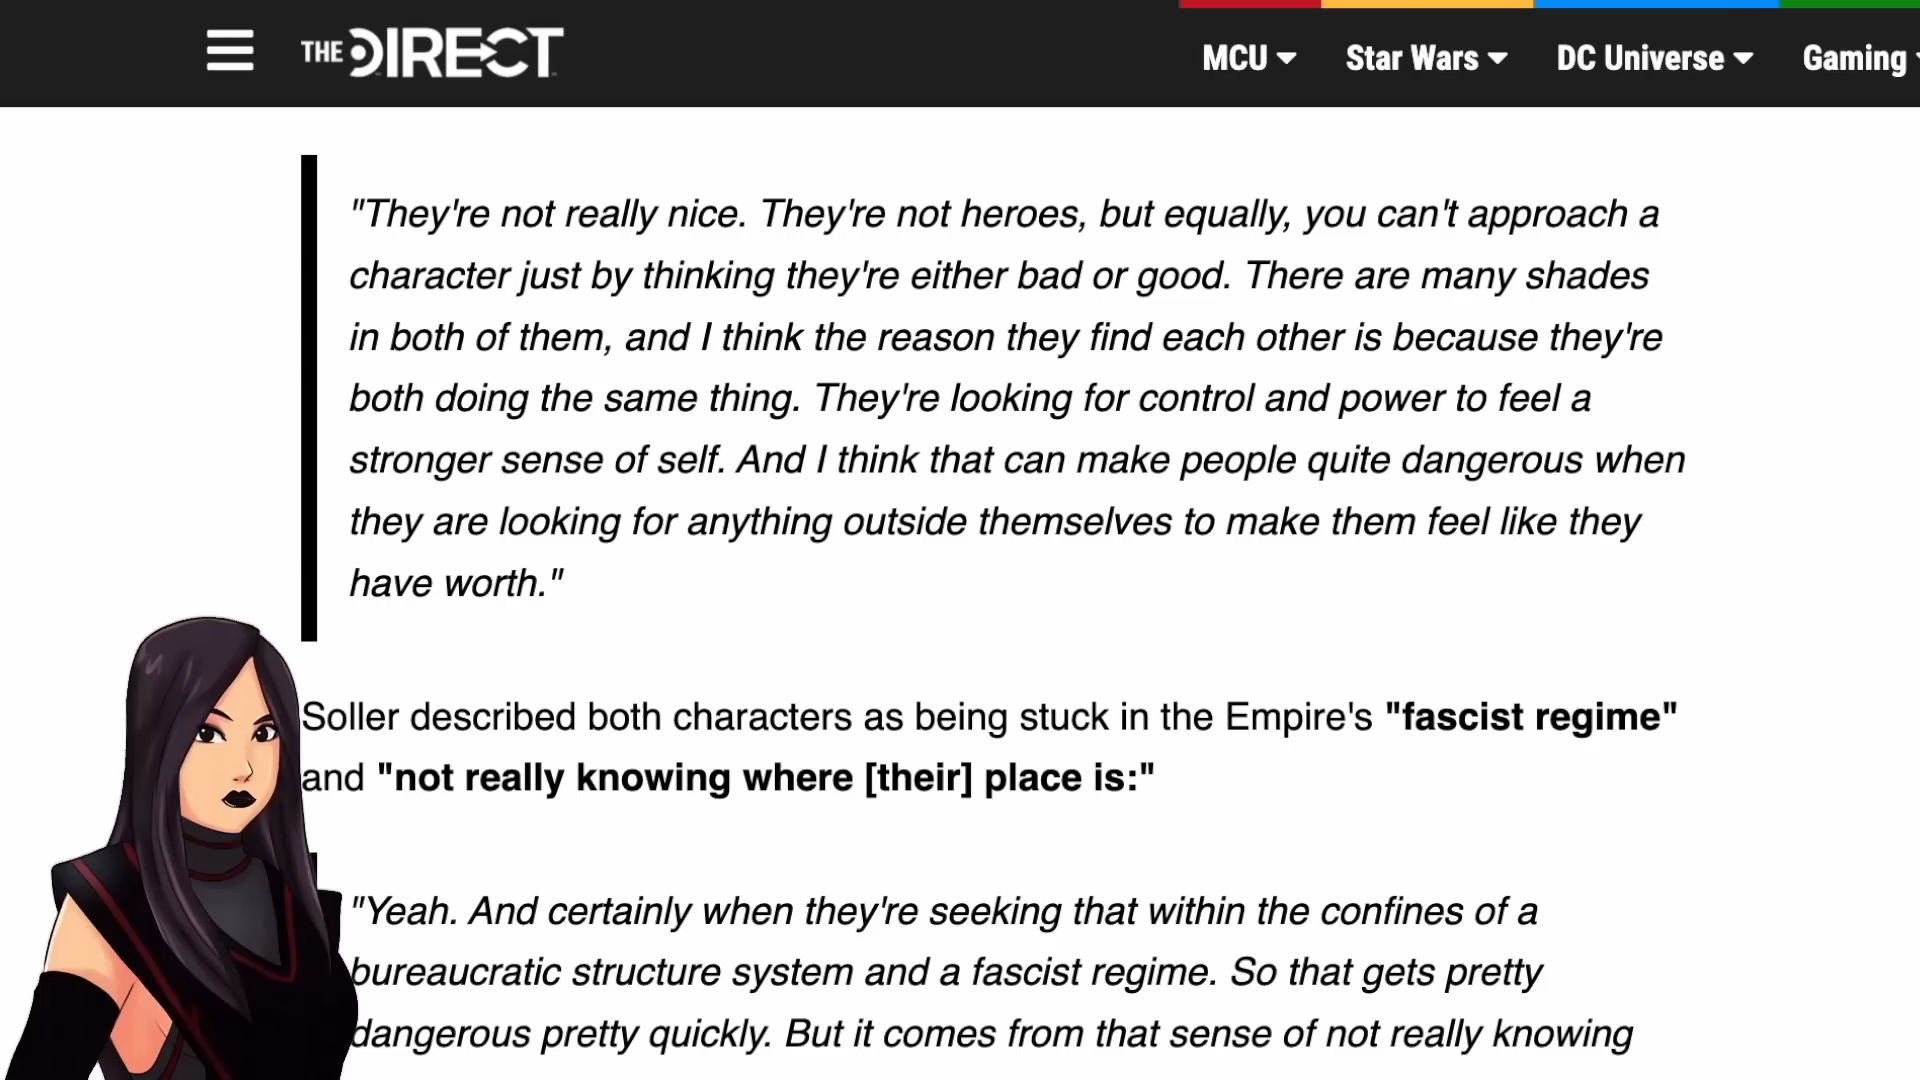 THE DIRECT
MCU
Star Wars
DC Universe
Gaming
"They're not really nice. They're not heroes, but equally, you can't approach a
character just by thinking they're either bad or good. There are many shades
in both of them, and I think the reason they find each other is because they're
both doing the same thing. They're looking for control and power to feel a
stronger sense of self. And I think that can make people quite dangerous when
they are looking for anything outside themselves to make them feel like they
have worth."
Soller described both characters as being stuck in the Empire's "fascist regime"
and "not really knowing where [their] place is:"
"Yeah. And certainly when they're seeking that within the confines of a
bureaucratic structure system and a fascist regime. So that gets pretty
dangerous pretty quickly. But it comes from that sense of not really knowing